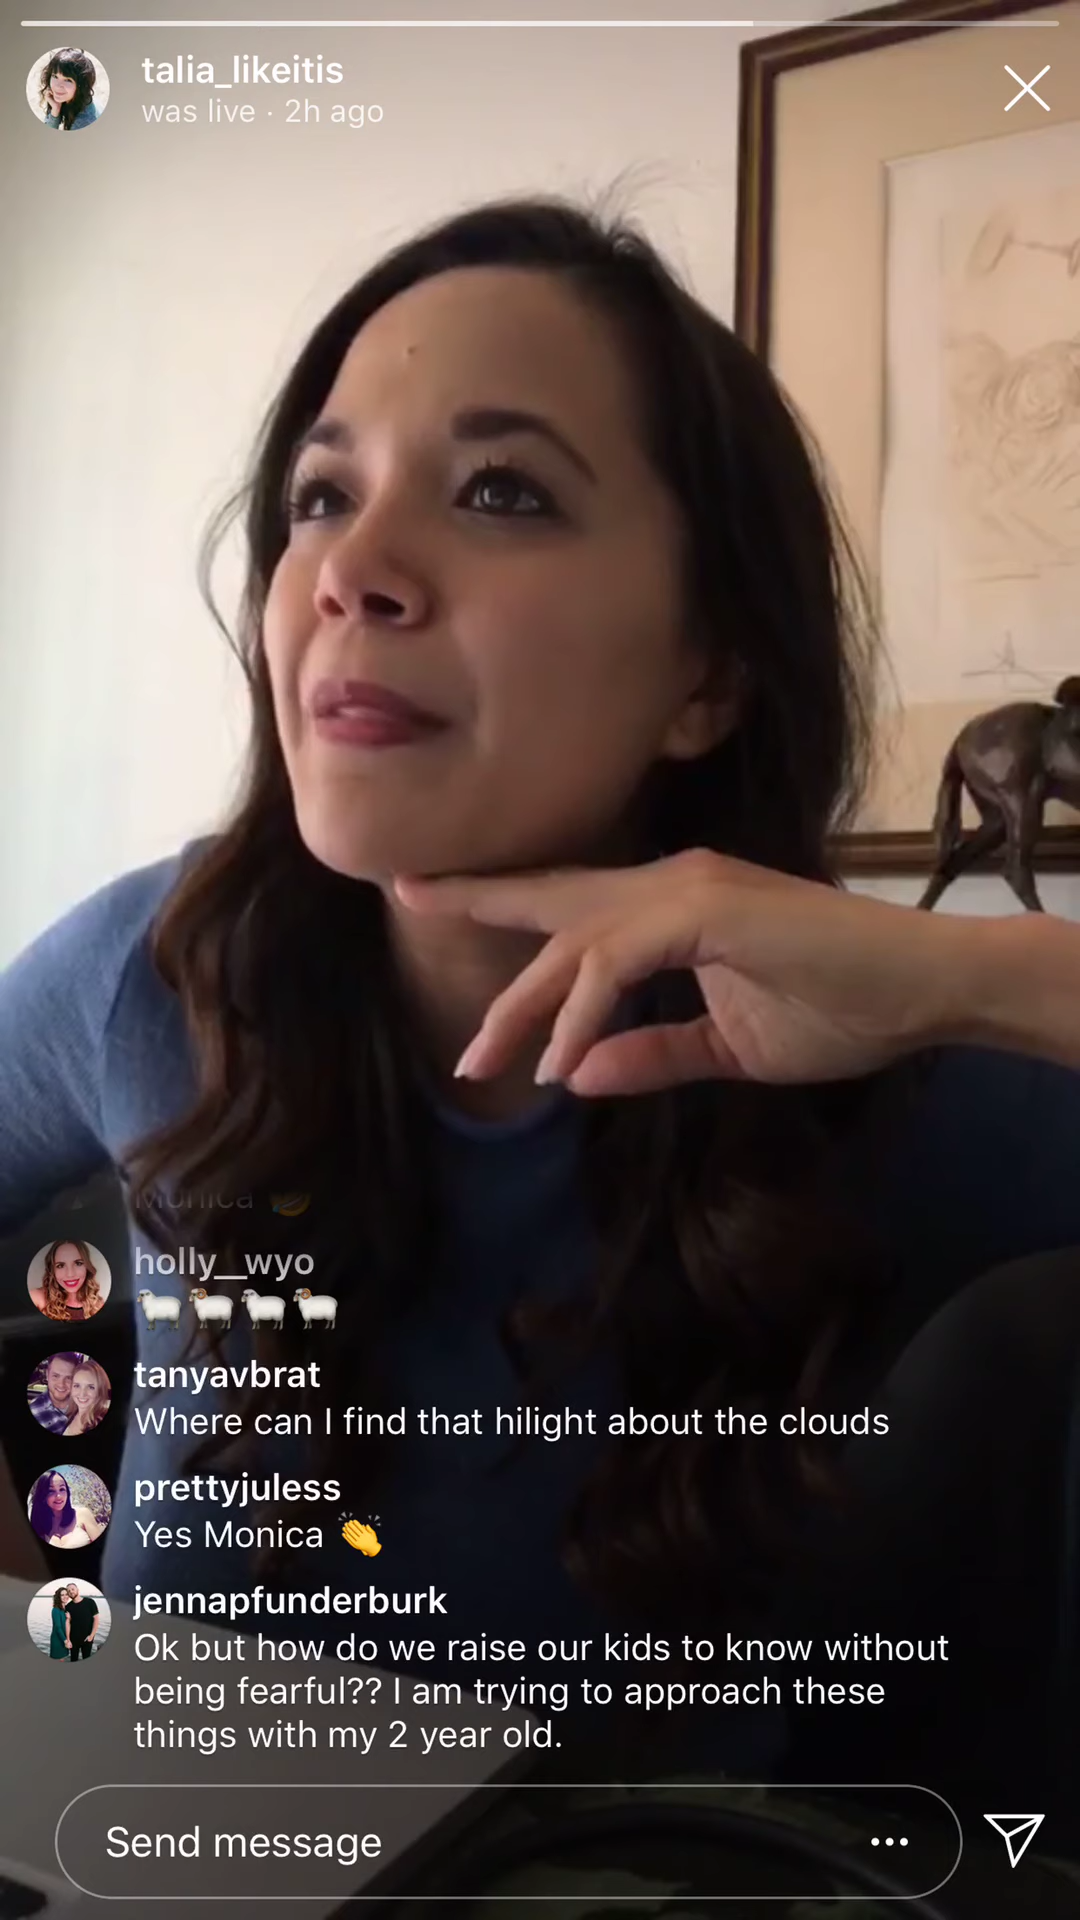 talia_likeitis
was live · 2h ago
Monica
holly__wyo
🐑🐏🐑🐏
tanyavbrat
Where can I find that hilight about the clouds
prettyjuless
Yes Monica 👏
jennapfunderburk
Ok but how do we raise our kids to know without
being fearful?? I am trying to approach these
things with my 2 year old.
Send message